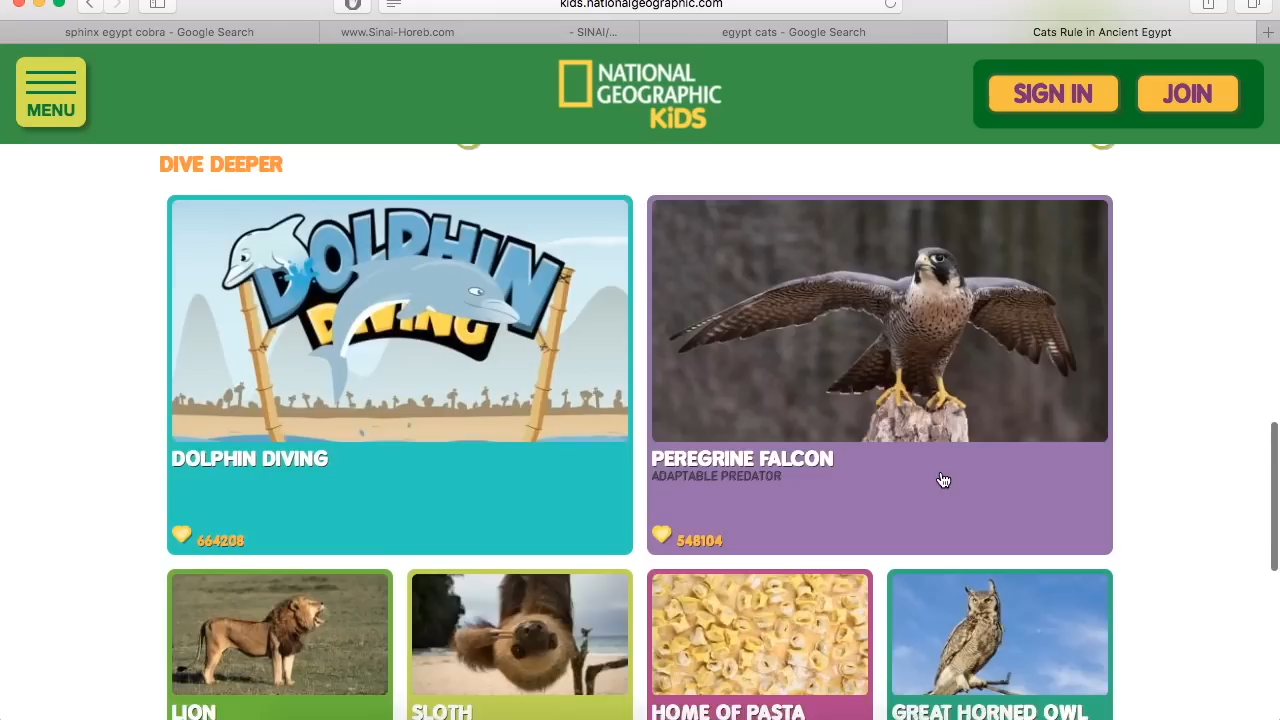 kids.nationalgeographic.com
sphinx egypt cobra - Google Search
www.Sinai-Horeb.com - SINAI/...
egypt cats - Google Search
Cats Rule in Ancient Egypt
MENU
NATIONAL
GEOGRAPHIC
KiDS
SIGN IN
JOIN
DIVE DEEPER
DOLPHIN
DIVING
DOLPHIN DIVING
664208
PEREGRINE FALCON
ADAPTABLE PREDATOR
548104
LION
SLOTH
HOME OF PASTA
GREAT HORNED OWL